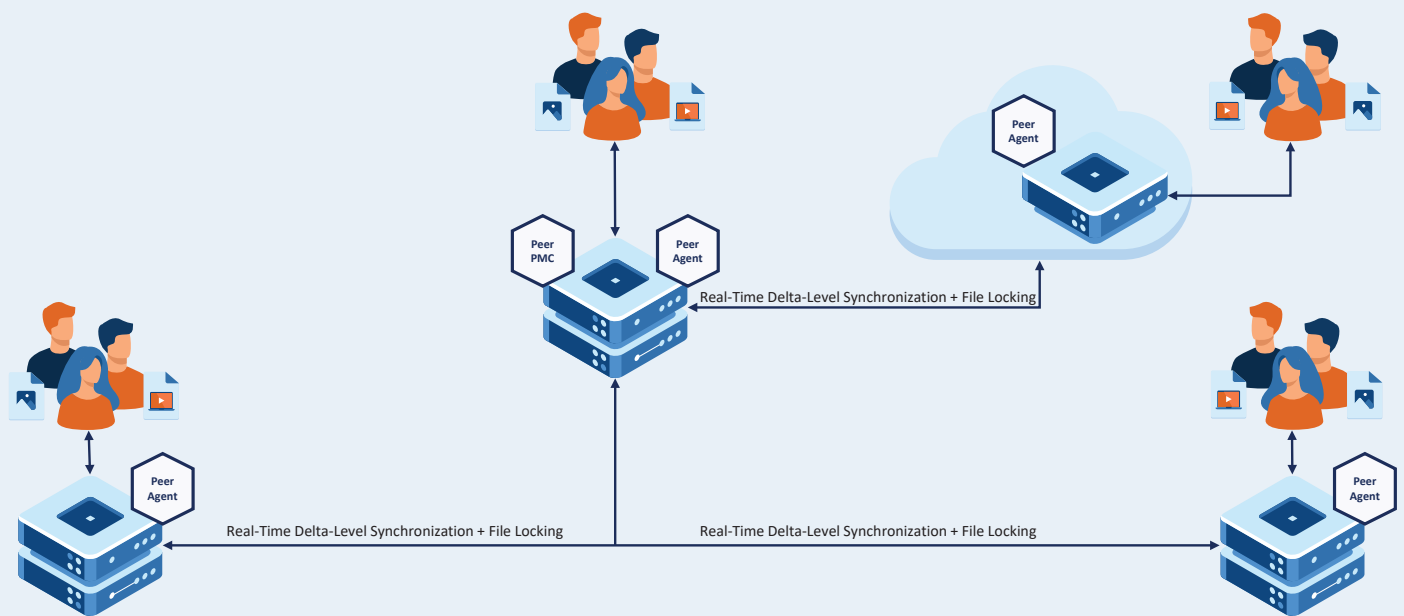 Peer
Agent
Peer
PMC
Peer
Agent
Real-Time Delta-Level Synchronization + File Locking
Peer
Agent
Peer
Agent
Real-Time Delta-Level Synchronization + File Locking
Real-Time Delta-Level Synchronization + File Locking